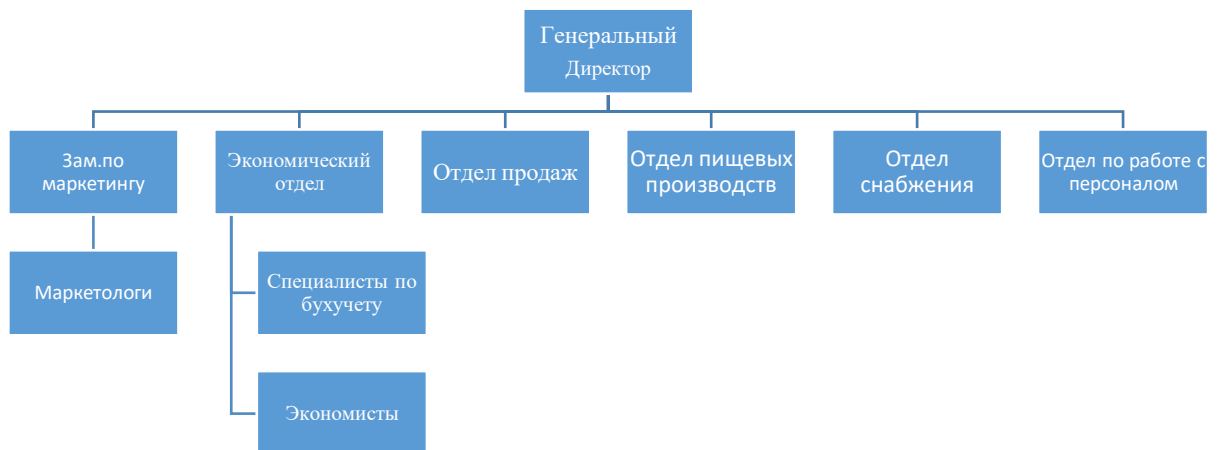 Генеральный
Директор
Зам.по
маркетингу
Экономический
отдел
Отдел продаж
Отдел пищевых
производств
Отдел
снабжения
Отдел по работе с
персоналом
Маркетологи
Специалисты по
бухучету
Экономисты